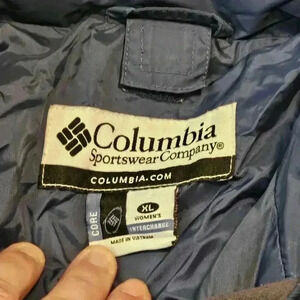 Columbia
Sportswear Company®
COLUMBIA.COM
CORE
XL
WOMEN'S
INTERCHANGE
MADE IN VIETNAM